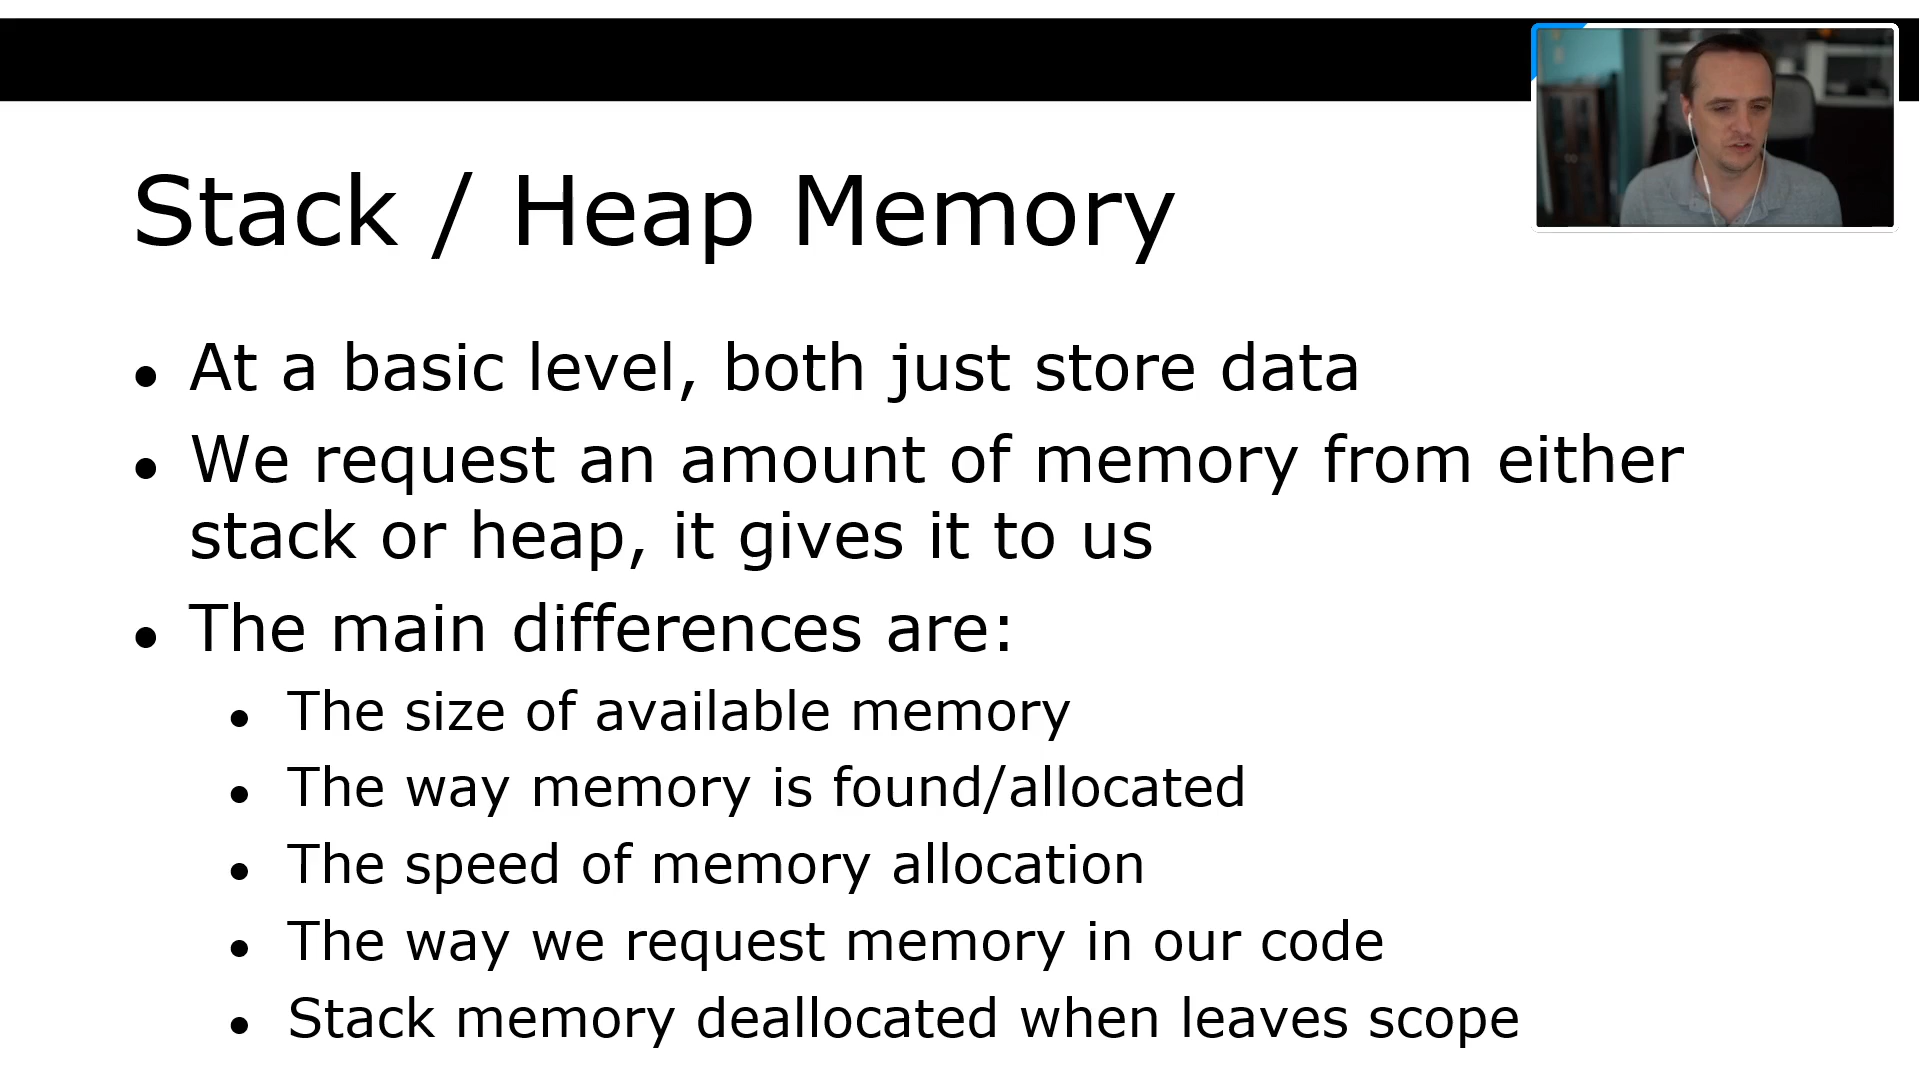 Stack / Heap Memory
• At a basic level, both just store data
• We request an amount of memory from either
stack or heap, it gives it to us
• The main differences are:
• The size of available memory
• The way memory is found/allocated
• The speed of memory allocation
• The way we request memory in our code
• Stack memory deallocated when leaves scope